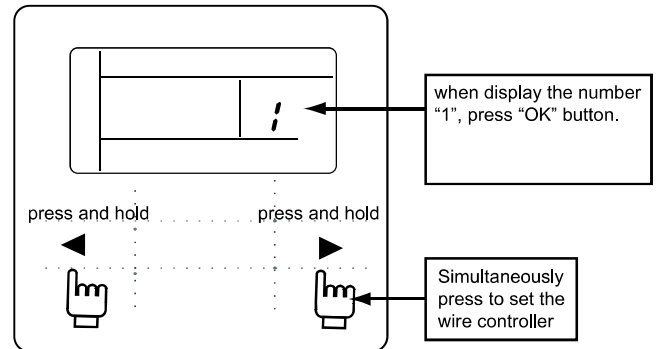 1
when display the number
“1”, press “OK” button.
press and hold
press and hold
Simultaneously
press to set the
wire controller